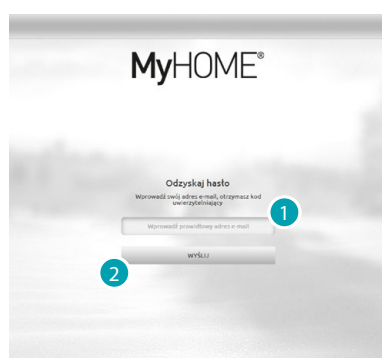 MyHOME®
Odzyskaj hasło
Wprowadź swój adres e-mail, otrzymasz kod
uwierzytelniający
1
Wprowadź prawidłowy adres e-mail
WYŚLIJ
2